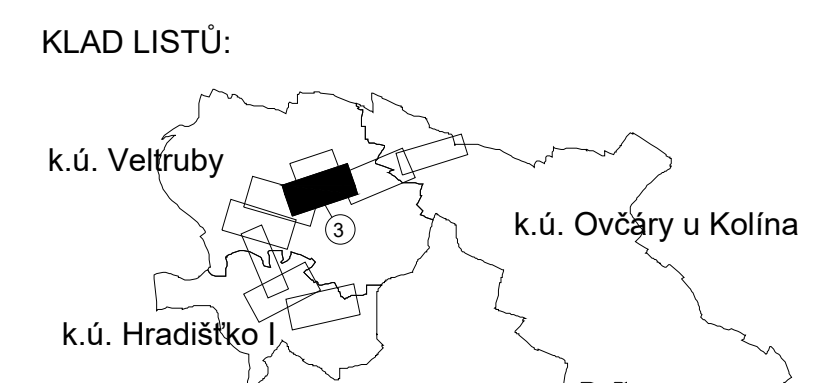 KLAD LISTŮ:
k.ú. Veltruby
3
k.ú. Ovčáry u Kolína
k.ú. Hradišťko I